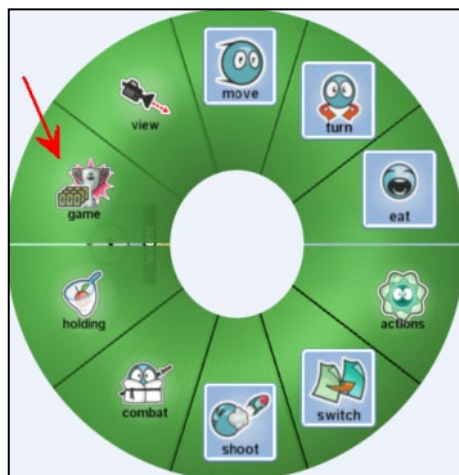 move
turn
eat
actions
switch
shoot
combat
holding
game
view